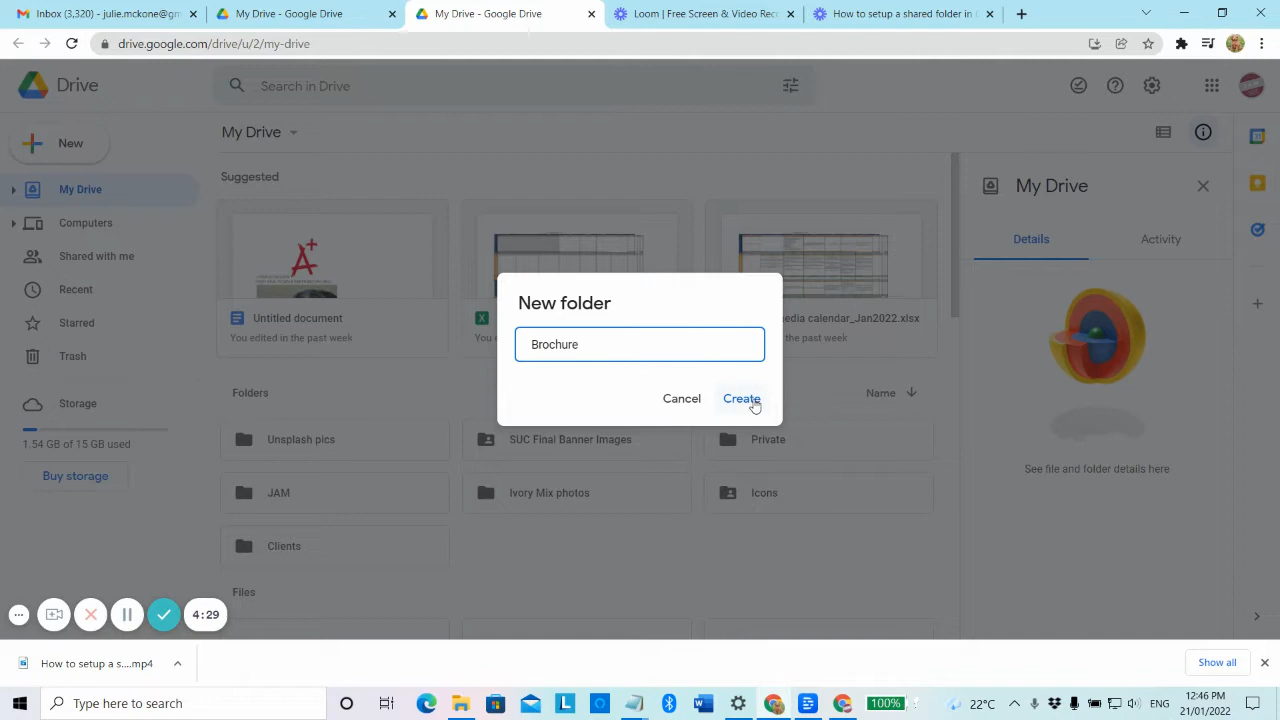 Inbox (3,320) - julie.mckone@gm
My Drive - Google Drive
My Drive - Google Drive
Loom | Free Screen & Video Reco
How to setup a shared folder in
drive.google.com/drive/u/2/my-drive
Drive
Search in Drive
New
My Drive
Computers
Shared with me
Recent
Starred
Trash
Storage
1.54 GB of 15 GB used
Buy storage
My Drive
Suggested
A+
Untitled document
You edited in the past week
You e
media calendar_Jan2022.xlsx
the past week
New folder
Brochure
Cancel
Create
Folders
Name
Unsplash pics
SUC Final Banner Images
Private
JAM
Ivory Mix photos
Icons
Clients
Files
My Drive
Details
Activity
See file and folder details here
4:29
How to setup a s....mp4
Show all
Type here to search
100%
22°C
12:46 PM
21/01/2022